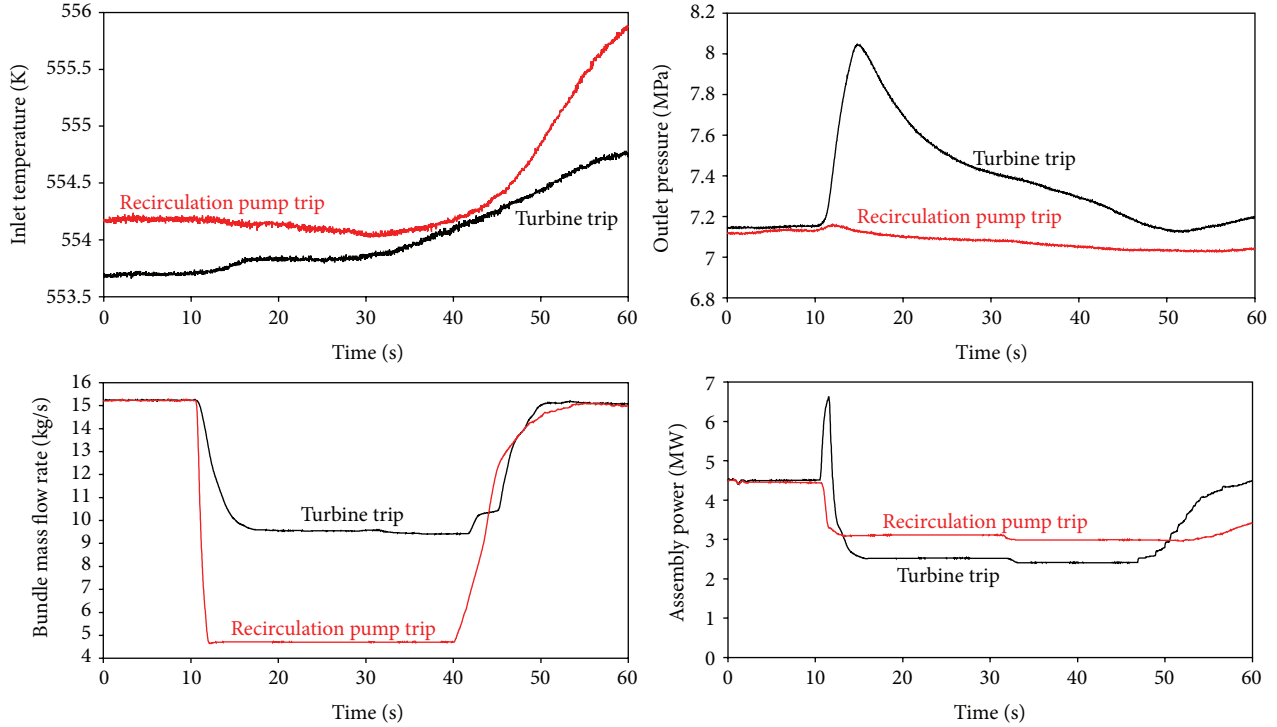 Inlet temperature (K)
556
555.5
555
554.5
554
553.5
Recirculation pump trip
Turbine trip
0 10 20 30 40 50 60
Time (s)
Outlet pressure (MPa)
8.2
8
7.8
7.6
7.4
7.2
7
6.8
Turbine trip
Recirculation pump trip
0 10 20 30 40 50 60
Time (s)
Bundle mass flow rate (kg/s)
16
15
14
13
12
11
10
9
8
7
6
5
4
Turbine trip
Recirculation pump trip
0 10 20 30 40 50 60
Time (s)
Assembly power (MW)
7
6
5
4
3
2
1
0
Recirculation pump trip
Turbine trip
0 10 20 30 40 50 60
Time (s)